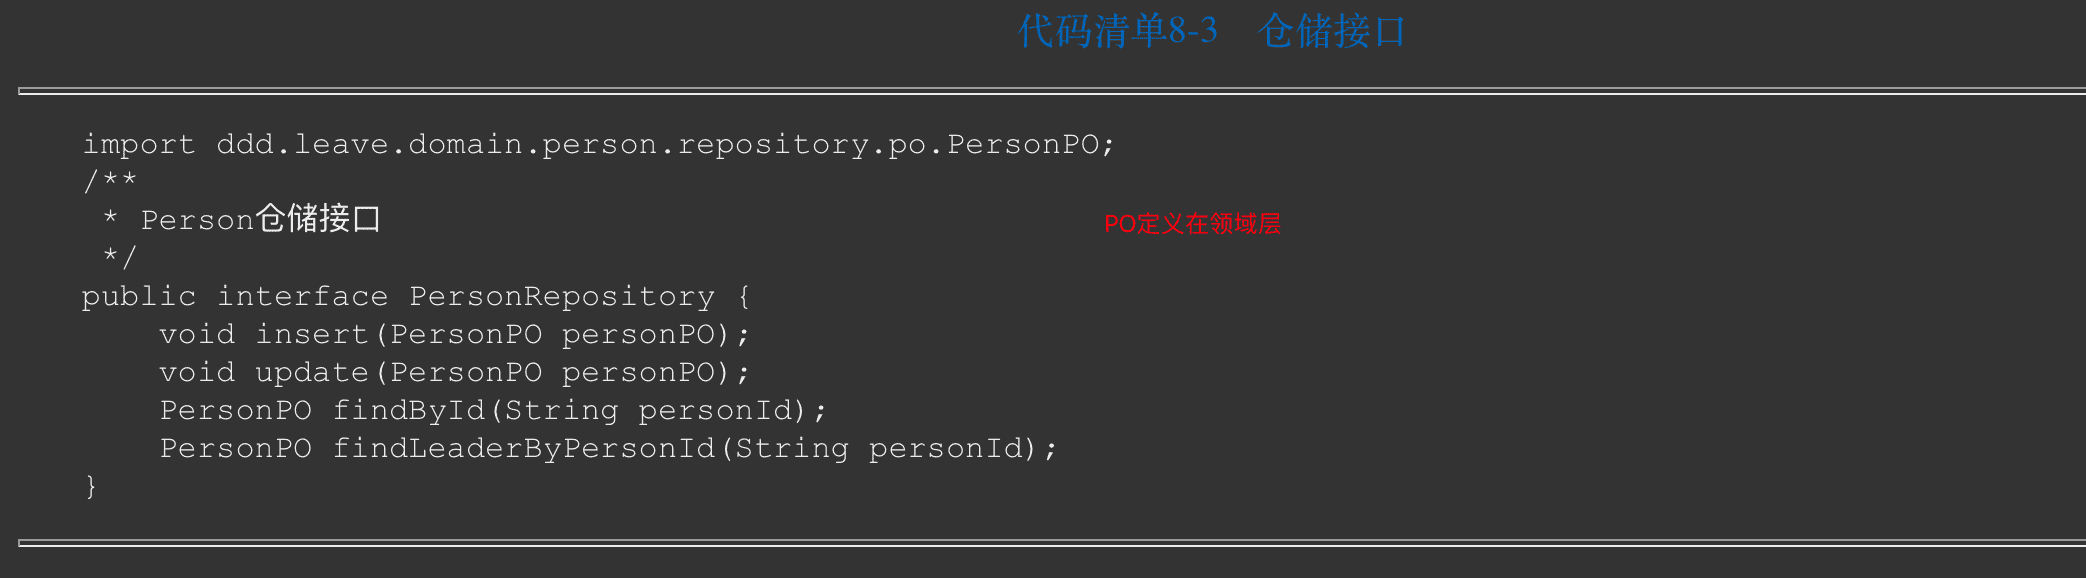 代码清单8-3 仓储接口
import ddd.leave.domain.person.repository.po.PersonPO;
/**
 * Person仓储接口
PO定义在领域层
 */
public interface PersonRepository {
    void insert(PersonPO personPO);
    void update(PersonPO personPO);
    PersonPO findById(String personId);
    PersonPO findLeaderByPersonId(String personId);
}